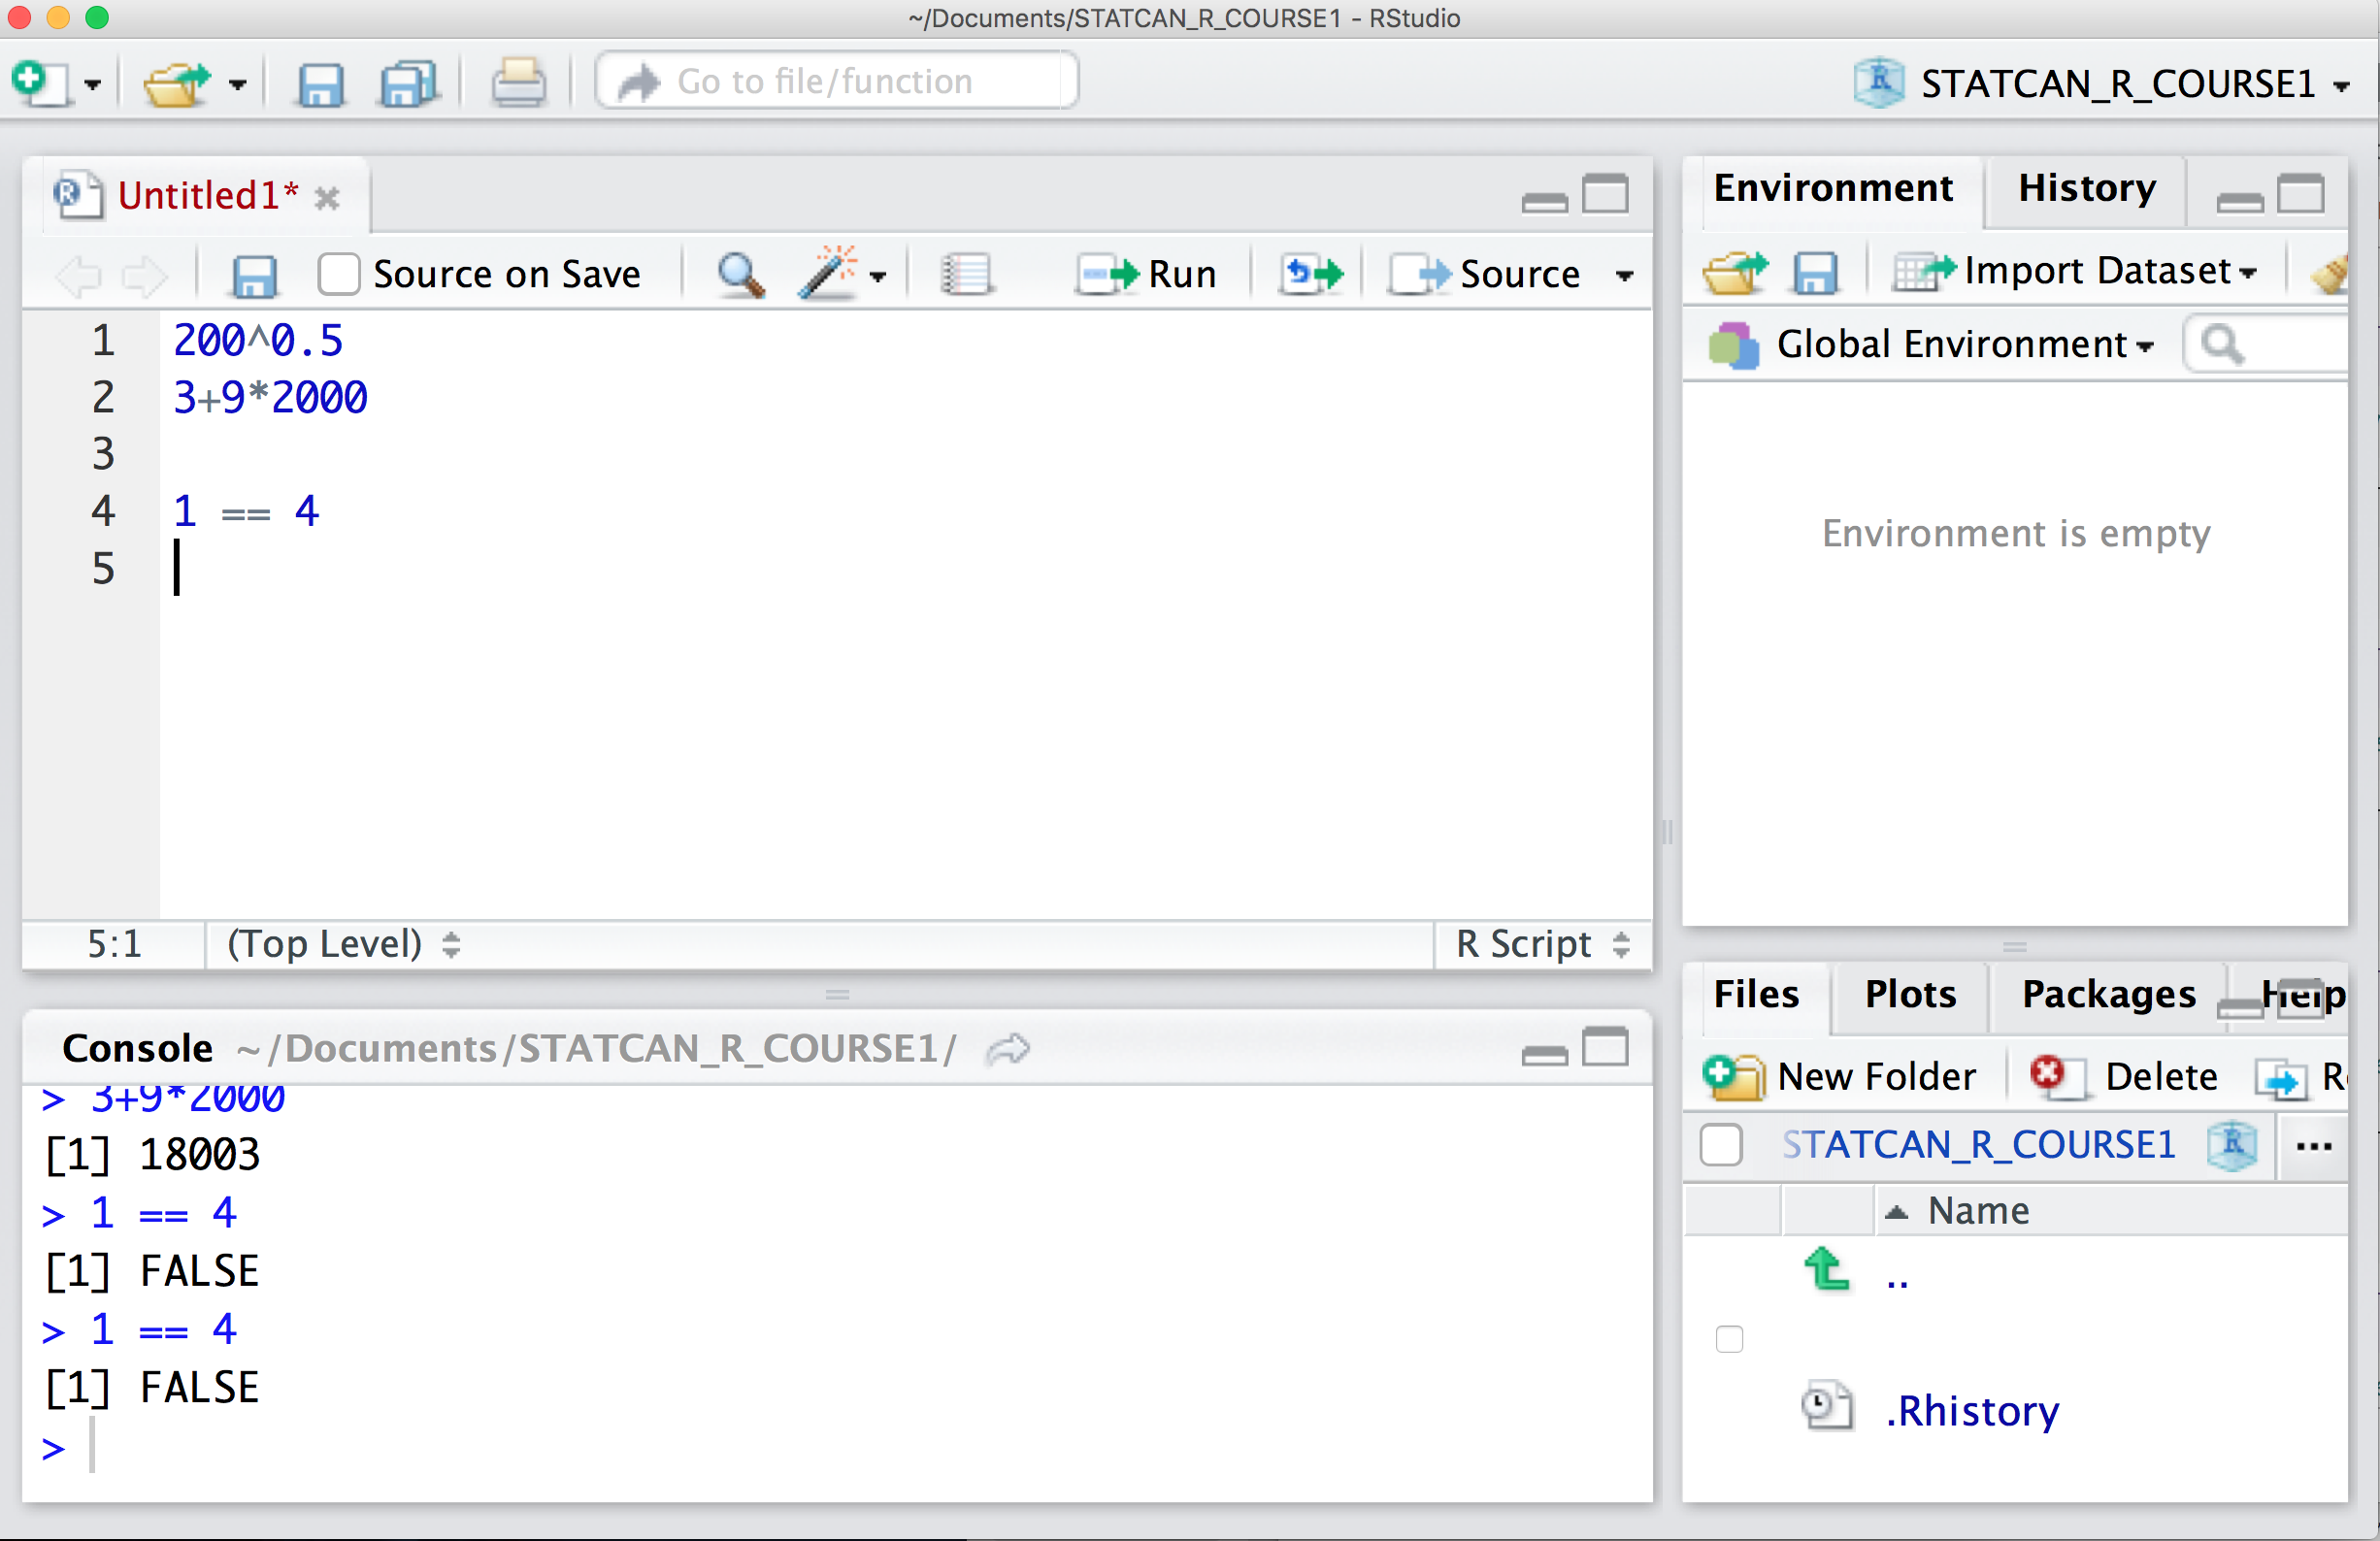 ~/Documents/STATCAN_R_COURSE1 - RStudio
Go to file/function
STATCAN_R_COURSE1
Untitled1*
Source on Save
Run
Source
1 200^0.5
2 3+9*2000
3
4 1 == 4
5
5:1 (Top Level) R Script
Console ~/Documents/STATCAN_R_COURSE1/
> 3+9*2000
[1] 18003
> 1 == 4
[1] FALSE
> 1 == 4
[1] FALSE
>
Environment History
Import Dataset
Global Environment
Environment is empty
Files Plots Packages Help
New Folder Delete
STATCAN_R_COURSE1 ...
Name
..
.Rhistory